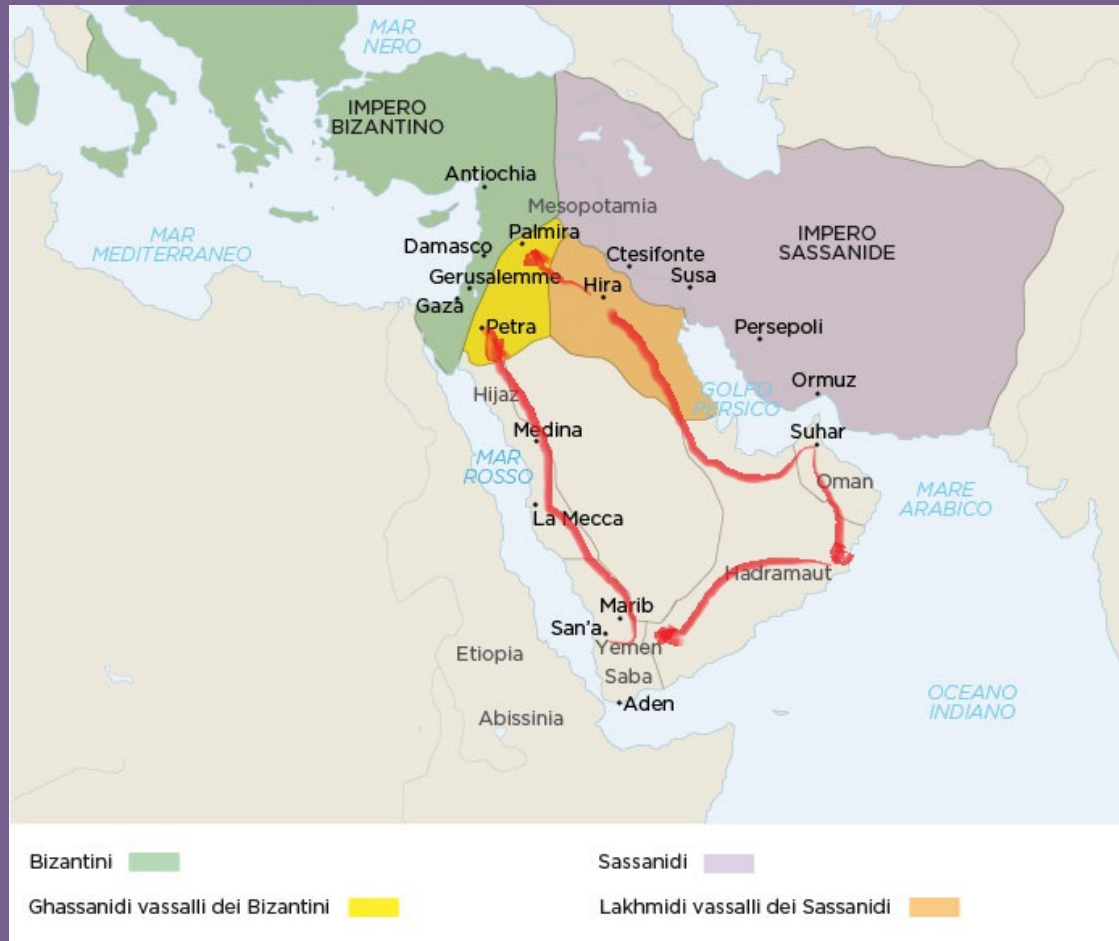 MAR
NERO
IMPERO
BIZANTINO
Antiochia
Mesopotamia
MAR
MEDITERRANEO
Damasco
Palmira
IMPERO
SASSANIDE
Ctesifonte
Gerusalemme
Hira
Susa
Gaza
Petra
Persepoli
Hijaz
GOLFO
PERSICO
Ormuz
Medina
Suhar
MAR
ROSSO
Oman
MARE
ARABICO
La Mecca
Hadramaut
Marib
San'a
Yemen
Etiopia
Saba
Aden
Abissinia
OCEANO
INDIANO
Bizantini
Sassanidi
Ghassanidi vassalli dei Bizantini
Lakhmidi vassalli dei Sassanidi